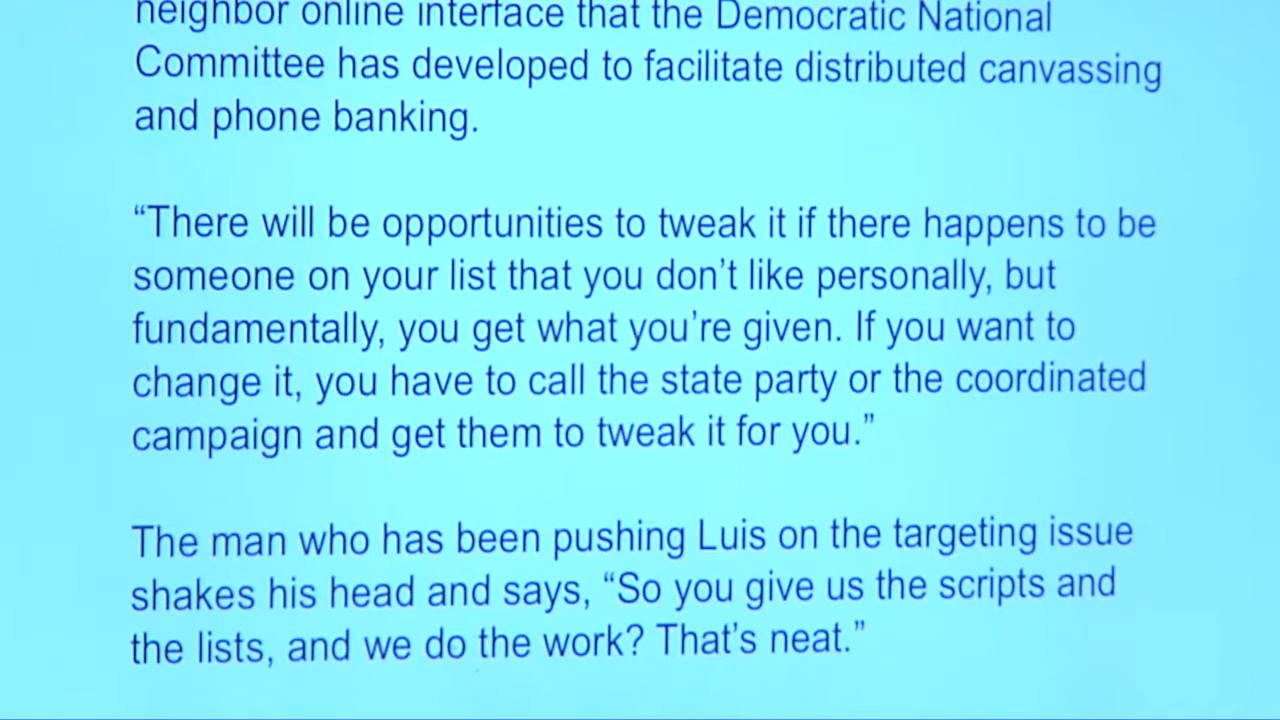 neighbor online interface that the Democratic National
Committee has developed to facilitate distributed canvassing
and phone banking.
“There will be opportunities to tweak it if there happens to be
someone on your list that you don’t like personally, but
fundamentally, you get what you’re given. If you want to
change it, you have to call the state party or the coordinated
campaign and get them to tweak it for you.”
The man who has been pushing Luis on the targeting issue
shakes his head and says, “So you give us the scripts and
the lists, and we do the work? That’s neat.”